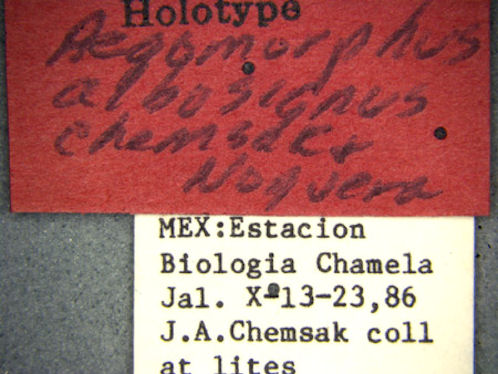 Holotype
Aegomorphus
albosignus
chemsak &
Noguera
MEX:Estacion
Biologia Chamela
Jal. X-13-23,86
J.A.Chemsak coll
at lites